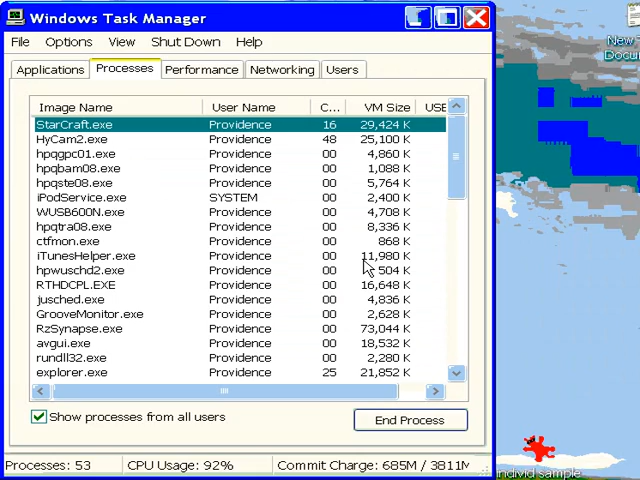 Windows Task Manager
File Options View Shut Down Help
Applications Processes Performance Networking Users
Image Name User Name C... VM Size USE
StarCraft.exe Providence 16 29,424 K
HyCam2.exe Providence 48 25,100 K
hpqgpc01.exe Providence 00 4,860 K
hpqbam08.exe Providence 00 1,088 K
hpqste08.exe Providence 00 5,764 K
iPodService.exe SYSTEM 00 2,400 K
WUSB600N.exe Providence 00 4,708 K
hpqtra08.exe Providence 00 8,336 K
ctfmon.exe Providence 00 868 K
iTunesHelper.exe Providence 00 11,980 K
hpwuschd2.exe Providence 00 504 K
RTHDCPL.EXE Providence 00 16,648 K
jusched.exe Providence 00 4,836 K
GrooveMonitor.exe Providence 00 2,628 K
RzSynapse.exe Providence 00 73,044 K
avgui.exe Providence 00 18,532 K
rundll32.exe Providence 00 2,280 K
explorer.exe Providence 25 21,852 K
Show processes from all users
End Process
Processes: 53 CPU Usage: 92% Commit Charge: 685M / 3811M
New T
Docum
individ sample